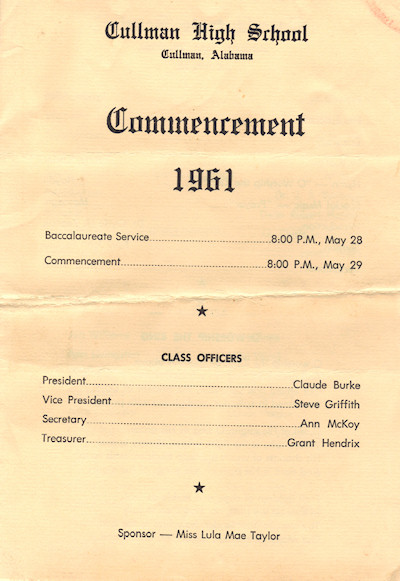 Cullman High School
Cullman, Alabama
Commencement
1961
Baccalaureate Service........................................8:00 P.M., May 28
Commencement................................................8:00 P.M., May 29
CLASS OFFICERS
President..........................................................Claude Burke
Vice President..................................................Steve Griffith
Secretary............................................................Ann McKoy
Treasurer........................................................Grant Hendrix
Sponsor — Miss Lula Mae Taylor